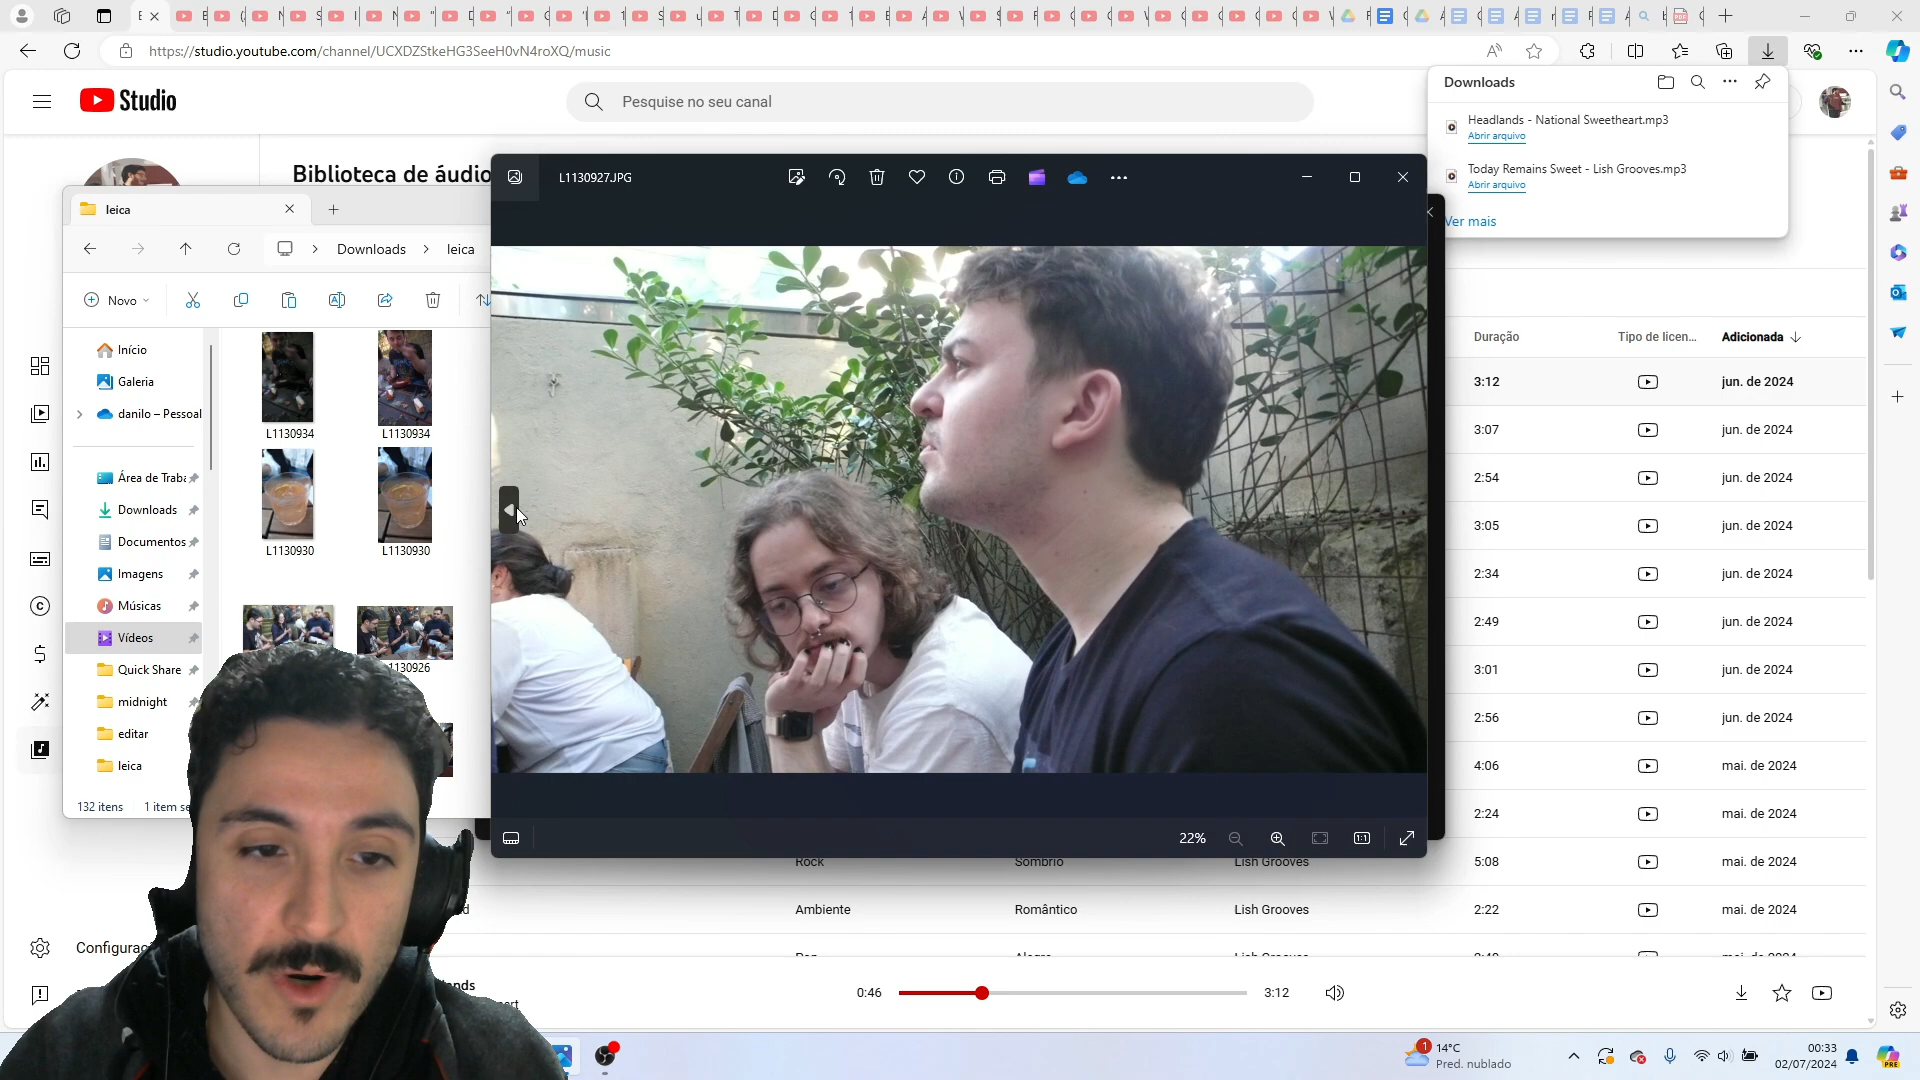 https://studio.youtube.com/channel/UCXDZStkeHG3SeeH0vN4roXQ/music
Studio
Pesquise no seu canal
Downloads
Headlands - National Sweetheart.mp3
Abrir arquivo
Today Remains Sweet - Lish Grooves.mp3
Abrir arquivo
Ver mais
Biblioteca de áudio
L1130927.JPG
leica
Downloads
leica
Novo
Início
Galeria
danilo – Pessoal
Área de Traba
Downloads
Documentos
Imagens
Músicas
Vídeos
Quick Share
midnight
editar
leica
132 itens
L1130934
L1130934
L1130930
L1130930
1130926
22%
Duração
Tipo de licen...
Adicionada
3:12
jun. de 2024
3:07
jun. de 2024
2:54
jun. de 2024
3:05
jun. de 2024
2:34
jun. de 2024
2:49
jun. de 2024
3:01
jun. de 2024
2:56
jun. de 2024
4:06
mai. de 2024
2:24
mai. de 2024
Rock
Sombrio
Lish Grooves
5:08
mai. de 2024
Ambiente
Romântico
Lish Grooves
2:22
mai. de 2024
0:46
3:12
14°C
Pred. nublado
00:33
02/07/2024